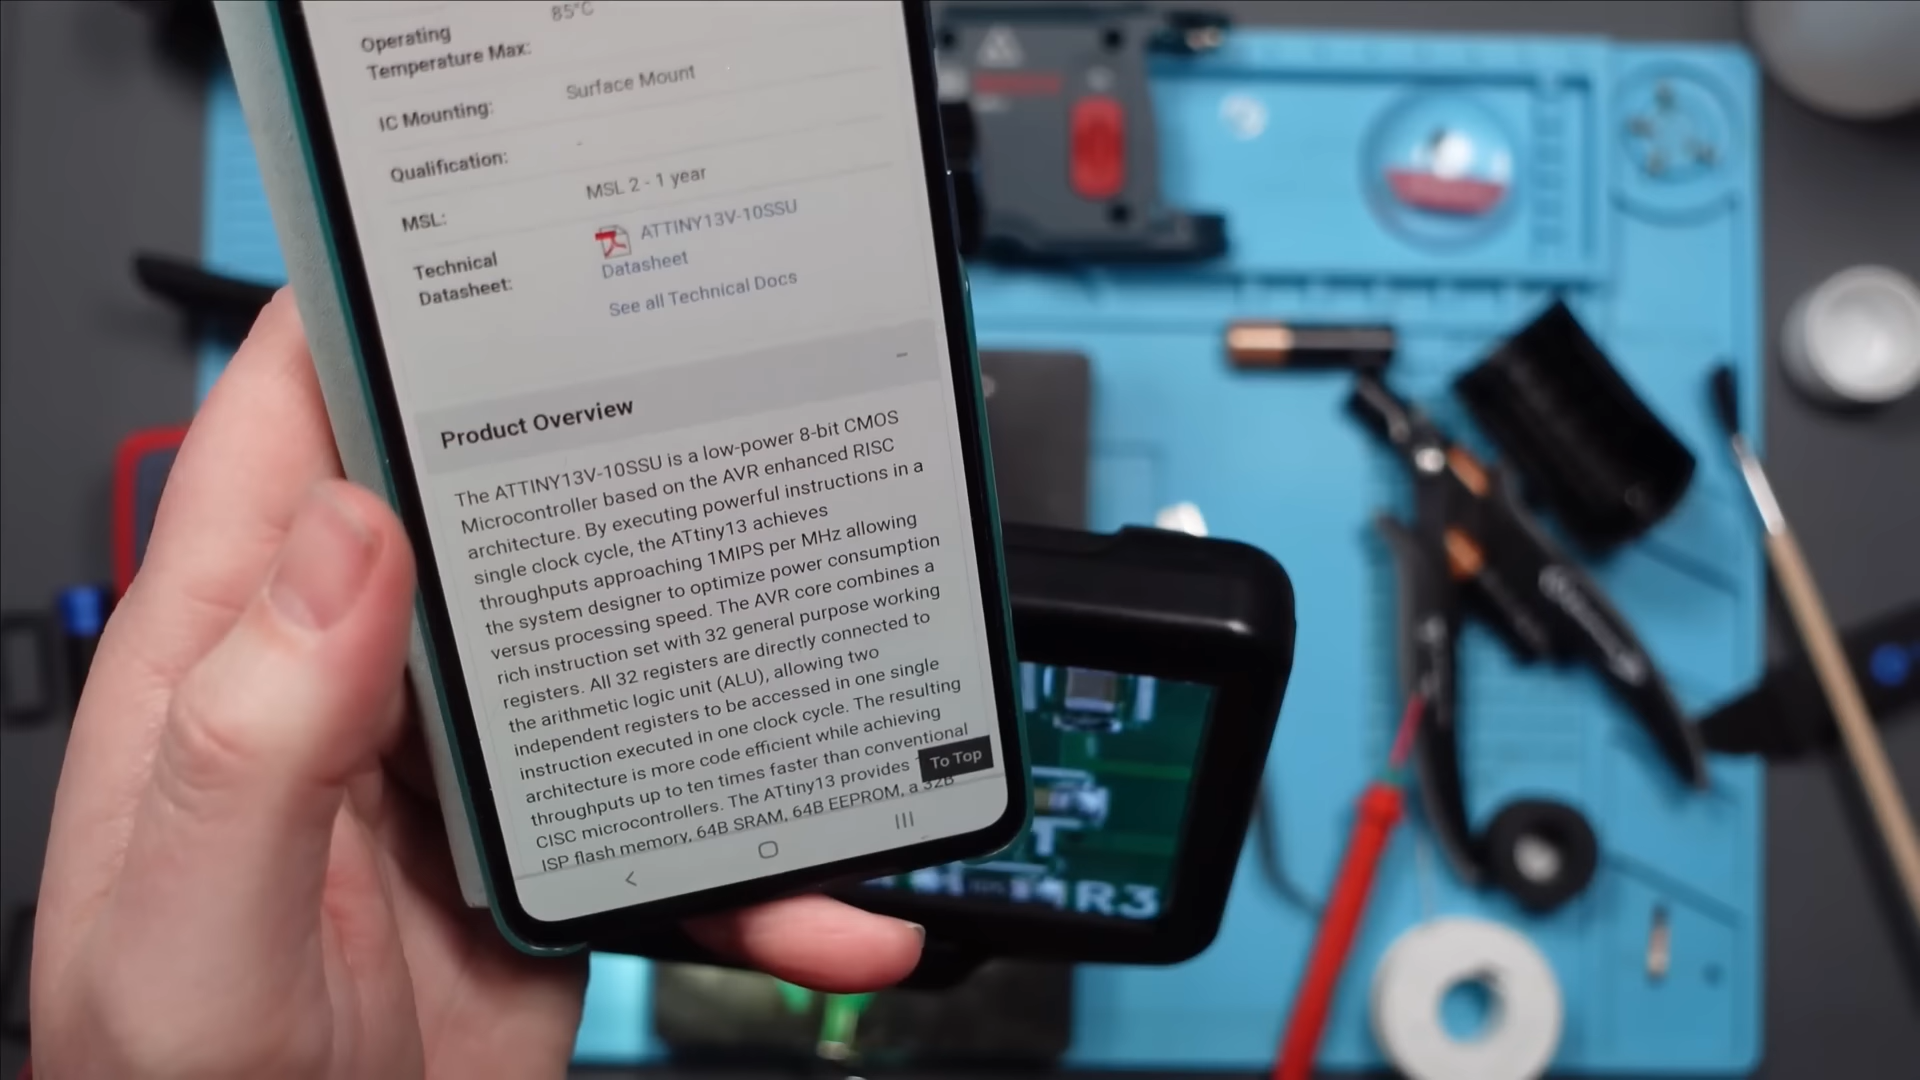 85°C
Operating
Temperature Max:
IC Mounting:
Surface Mount
Qualification:
-
MSL:
MSL 2 - 1 year
Technical
Datasheet:
ATTINY13V-10SSU
Datasheet
See all Technical Docs
Product Overview
The ATTINY13V-10SSU is a low-power 8-bit CMOS
Microcontroller based on the AVR enhanced RISC
architecture. By executing powerful instructions in a
single clock cycle, the ATtiny13 achieves
throughputs approaching 1MIPS per MHz allowing
the system designer to optimize power consumption
versus processing speed. The AVR core combines a
rich instruction set with 32 general purpose working
registers. All 32 registers are directly connected to
the arithmetic logic unit (ALU), allowing two
independent registers to be accessed in one single
instruction executed in one clock cycle. The resulting
architecture is more code efficient while achieving
throughputs up to ten times faster than conventional
CISC microcontrollers. The ATtiny13 provides
ISP flash memory, 64B SRAM, 64B EEPROM, a 32B
To Top
R3